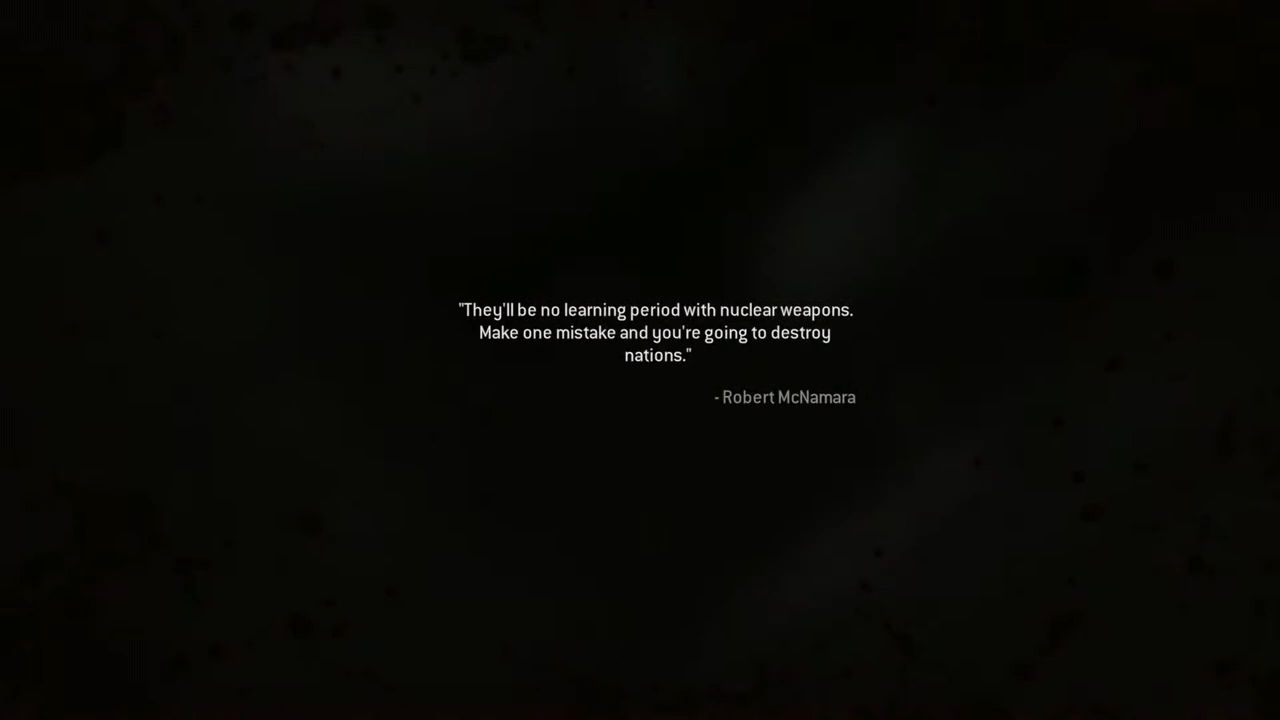 "They'll be no learning period with nuclear weapons.
Make one mistake and you're going to destroy
nations."
- Robert McNamara